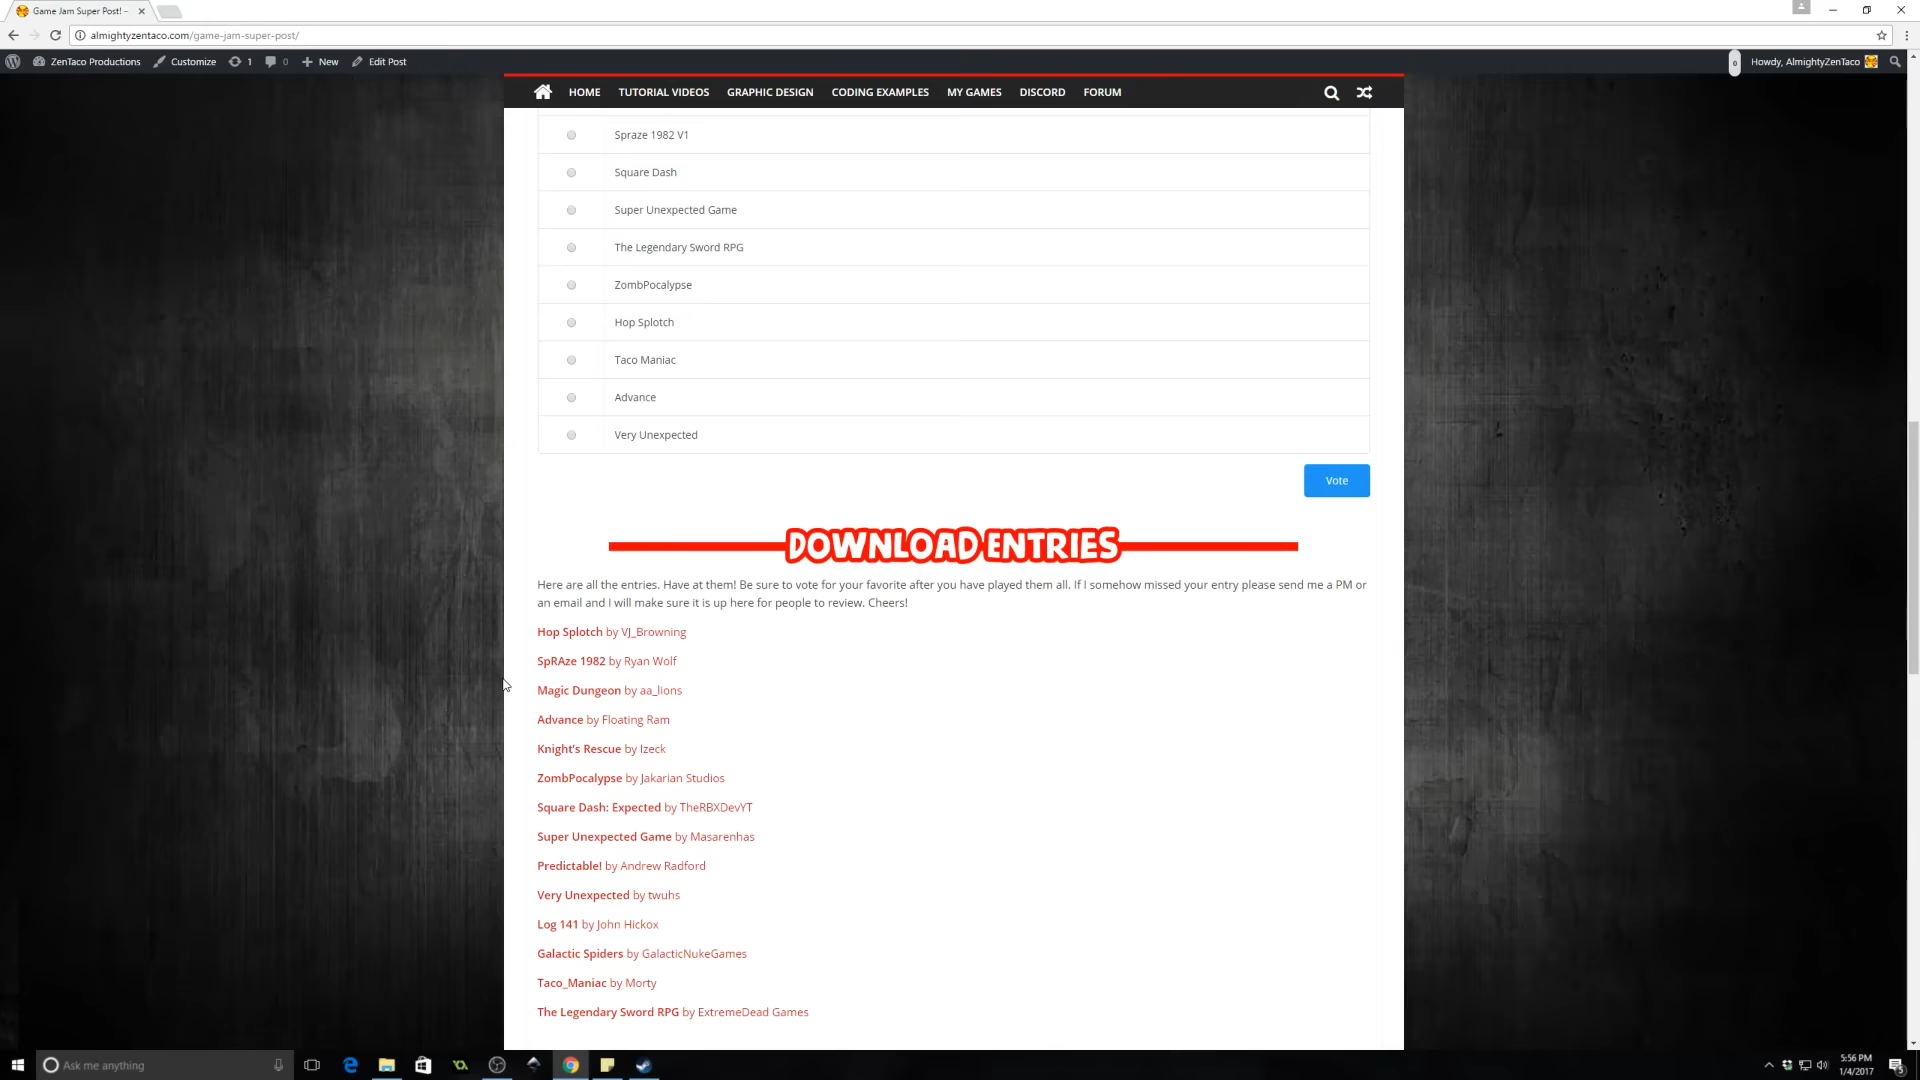 Game Jam Super Post! –
almightyzentaco.com/game-jam-super-post/
ZenTaco Productions Customize 1 0 New Edit Post 0 Howdy, AlmightyZenTaco
HOME TUTORIAL VIDEOS GRAPHIC DESIGN CODING EXAMPLES MY GAMES DISCORD FORUM
Spraze 1982 V1
Square Dash
Super Unexpected Game
The Legendary Sword RPG
ZombPocalypse
Hop Splotch
Taco Maniac
Advance
Very Unexpected
Vote
DOWNLOAD ENTRIES
Here are all the entries. Have at them! Be sure to vote for your favorite after you have played them all. If I somehow missed your entry please send me a PM or
an email and I will make sure it is up here for people to review. Cheers!
Hop Splotch by VJ_Browning
SpRAze 1982 by Ryan Wolf
Magic Dungeon by aa_lions
Advance by Floating Ram
Knight's Rescue by Izeck
ZombPocalypse by Jakarian Studios
Square Dash: Expected by TheRBXDevYT
Super Unexpected Game by Masarenhas
Predictable! by Andrew Radford
Very Unexpected by twuhs
Log 141 by John Hickox
Galactic Spiders by GalacticNukeGames
Taco_Maniac by Morty
The Legendary Sword RPG by ExtremeDead Games
Ask me anything
5:56 PM
1/4/2017